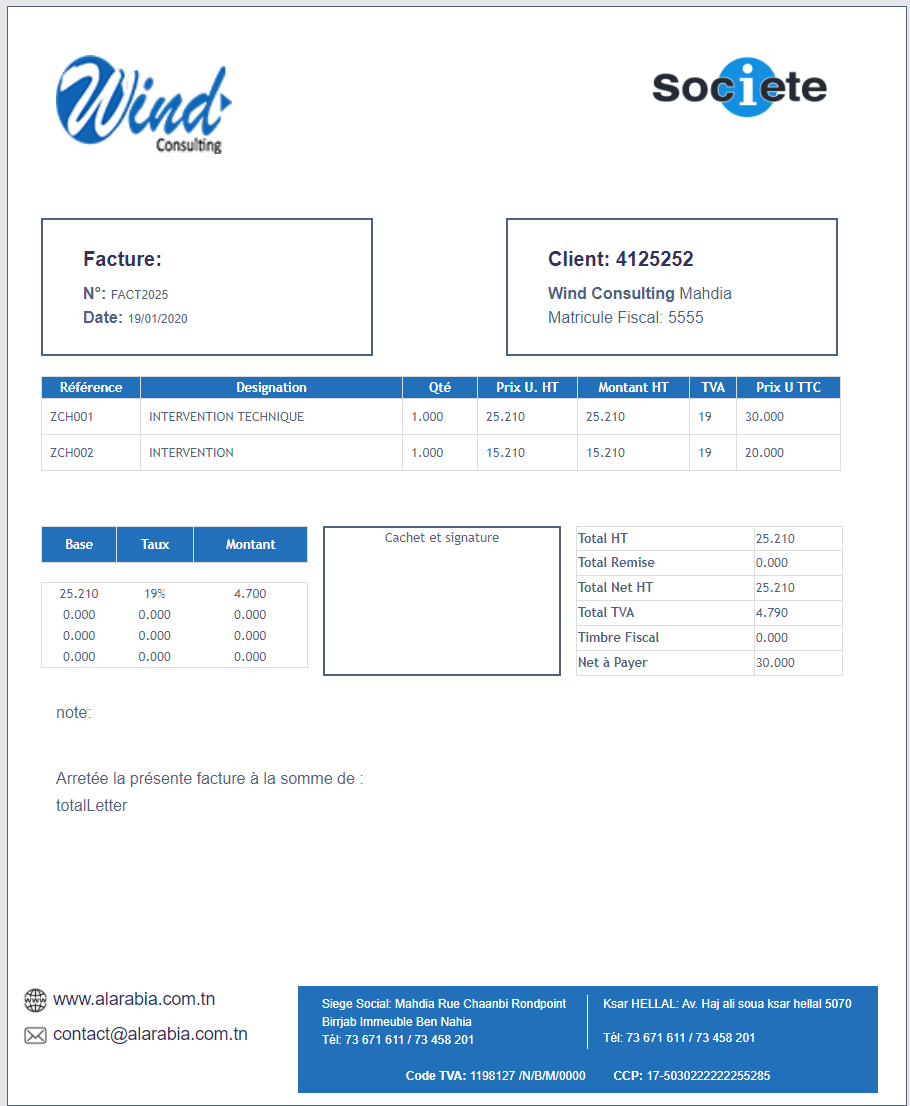 Wind
Consulting
societe
Facture:
N°: FACT2025
Date: 19/01/2020
Client: 4125252
Wind Consulting Mahdia
Matricule Fiscal: 5555
Référence Designation Qté Prix U. HT Montant HT TVA Prix U TTC
ZCH001 INTERVENTION TECHNIQUE 1.000 25.210 25.210 19 30.000
ZCH002 INTERVENTION 1.000 15.210 15.210 19 20.000
Base Taux Montant
25.210 19% 4.700
0.000 0.000 0.000
0.000 0.000 0.000
0.000 0.000 0.000
Cachet et signature
Total HT 25.210
Total Remise 0.000
Total Net HT 25.210
Total TVA 4.790
Timbre Fiscal 0.000
Net à Payer 30.000
note:
Arretée la présente facture à la somme de :
totalLetter
www.alarabia.com.tn
contact@alarabia.com.tn
Siege Social: Mahdia Rue Chaanbi Rondpoint
Birrjab Immeuble Ben Nahia
Tél: 73 671 611 / 73 458 201
Ksar HELLAL: Av. Haj ali soua ksar hellal 5070
Tél: 73 671 611 / 73 458 201
Code TVA: 1198127 /N/B/M/0000 CCP: 17-5030222222255285